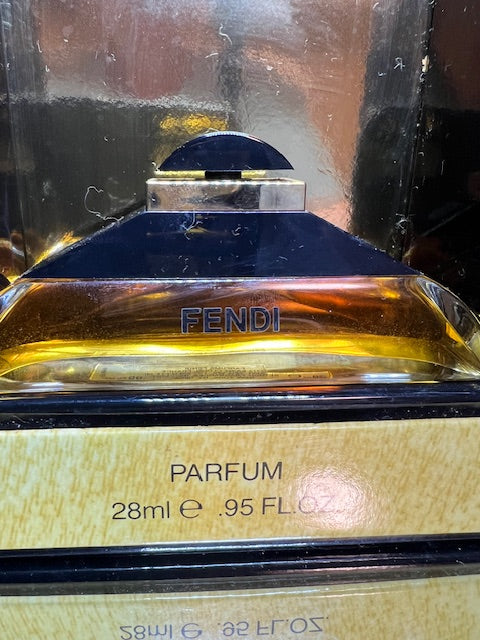 FENDI
PARFUM
28ml ℮ .95 FL.OZ.
28ml ℮ .95 FL.OZ.